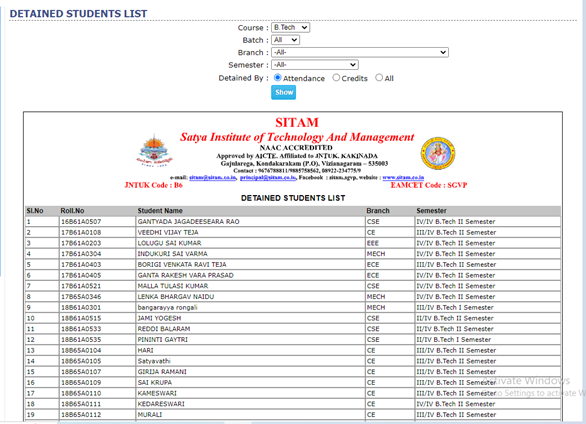 DETAINED STUDENTS LIST
Course : B.Tech
Batch : All
Branch : -All-
Semester : -All-
Detained By : Attendance Credits All
Show
SITAM
Satya Institute of Technology And Management
NAAC ACCREDITED
Approved by AICTE, Affiliated to JNTUK, KAKINADA
Gajularega, Kondakarakam (P.O), Vizianagaram – 535003
Contact : 9676788811/9885758562, 08922-234775/9
e-mail: sitam@sitam.co.in, principal@sitam.co.in, Facebook : sitam.sgvp, website : www.sitam.co.in
JNTUK Code : B6 EAMCET Code : SGVP
DETAINED STUDENTS LIST
Sl.No Roll.No Student Name Branch Semester
1 16B61A0507 GANTYADA JAGADEESEARA RAO CSE IV/IV B.Tech II Semester
2 17B61A0108 VEEDHI VIJAY TEJA CE III/IV B.Tech II Semester
3 17B61A0203 LOLUGU SAI KUMAR EEE IV/IV B.Tech II Semester
4 17B61A0304 INDUKURI SAI VARMA MECH IV/IV B.Tech II Semester
5 17B61A0403 BORIGI VENKATA RAVI TEJA ECE III/IV B.Tech II Semester
6 17B61A0405 GANTA RAKESH VARA PRASAD ECE IV/IV B.Tech II Semester
7 17B61A0521 MALLA TULASI KUMAR CSE IV/IV B.Tech II Semester
8 17B65A0346 LENKA BHARGAV NAIDU MECH IV/IV B.Tech II Semester
9 18B61A0301 bangarayya rongali MECH III/IV B.Tech I Semester
10 18B61A0515 JAMI YOGESH CSE IV/IV B.Tech II Semester
11 18B61A0533 REDDI BALARAM CSE II/IV B.Tech II Semester
12 18B61A0535 PININTI GAYTRI CSE II/IV B.Tech I Semester
13 18B65A0104 HARI CE III/IV B.Tech II Semester
14 18B65A0105 Satyavathi CE III/IV B.Tech II Semester
15 18B65A0107 GIRIJA RAMANI CE III/IV B.Tech II Semester
16 18B65A0109 SAI KRUPA CE III/IV B.Tech II Semester
17 18B65A0110 KAMESWARI CE IV/IV B.Tech II Semester
18 18B65A0111 KEDARESWARI CE IV/IV B.Tech II Semester
19 18B65A0112 MURALI CE III/IV B.Tech II Semester
Activate Windows
Go to Settings to activate W